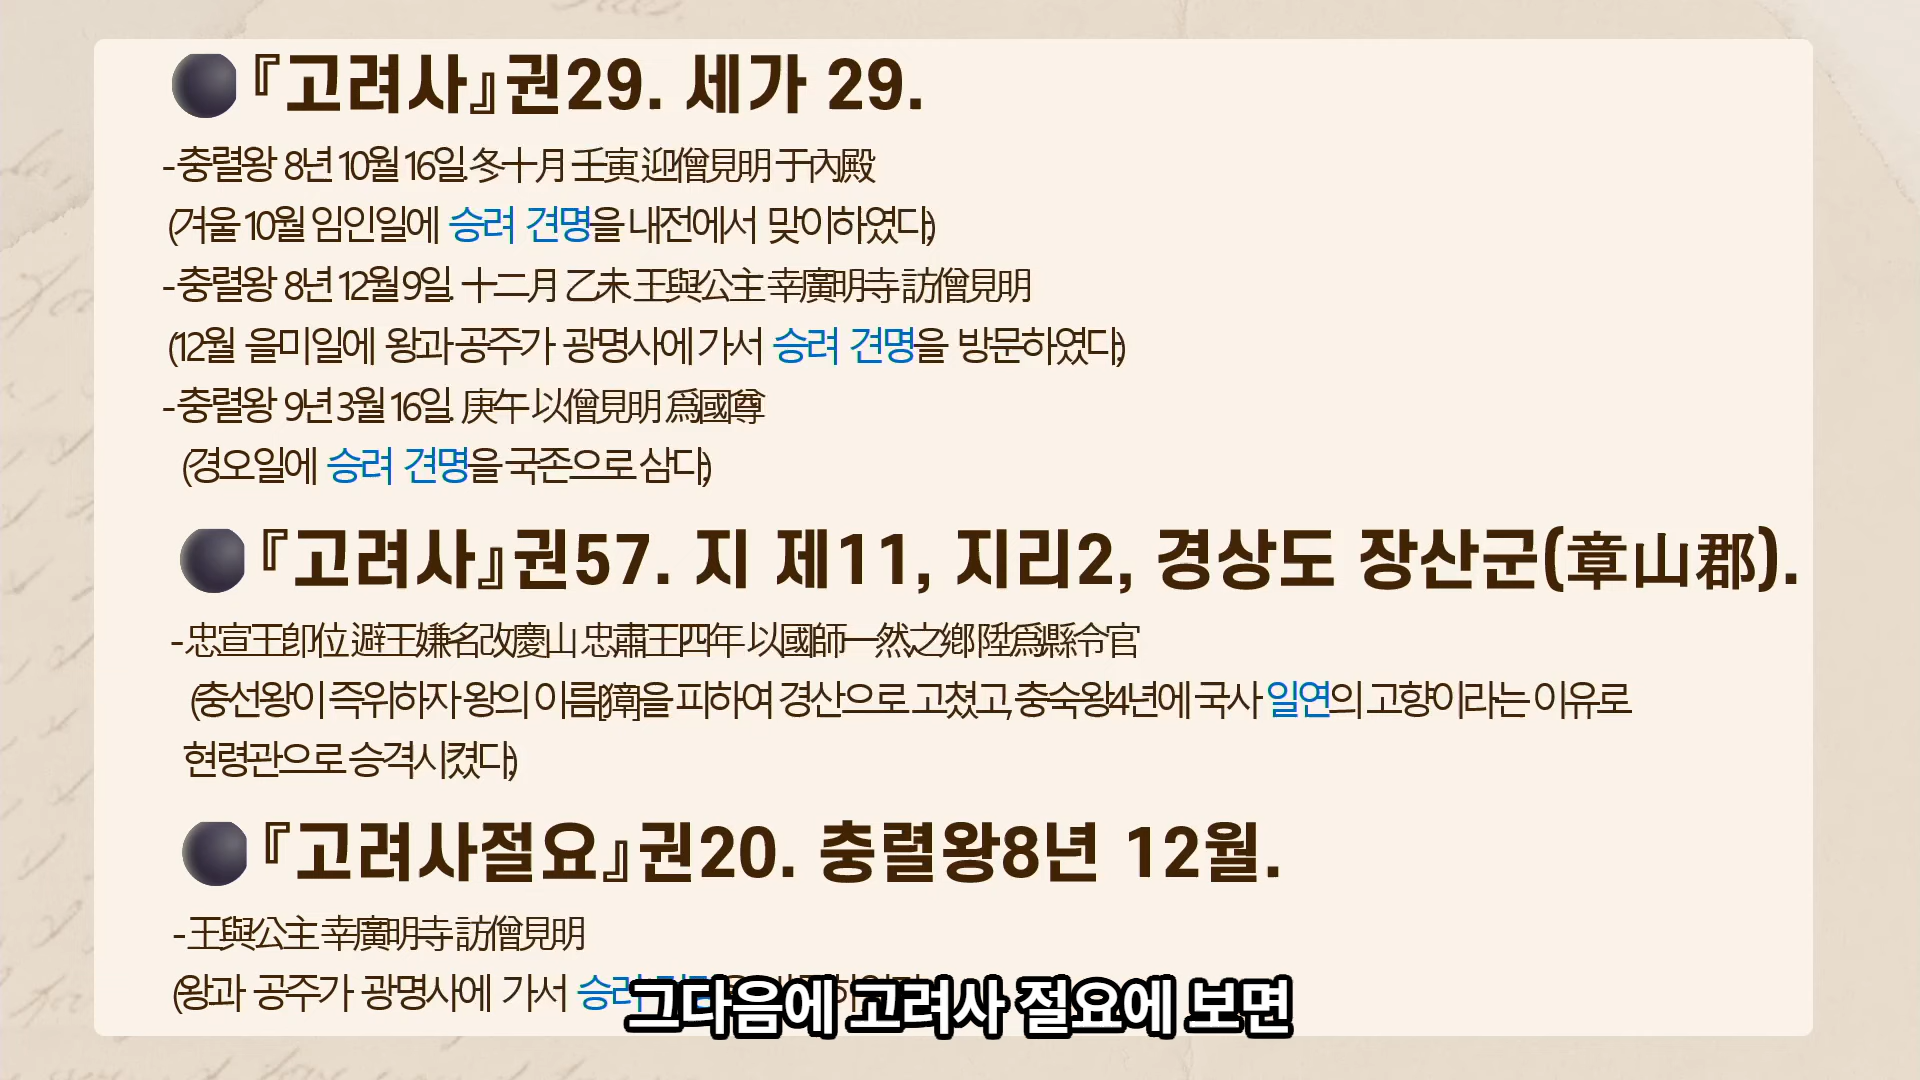 『고려사』권29. 세가 29.
-충렬왕 8년 10월 16일. 冬十月 壬寅 迎僧見明 于內殿
(겨울 10월 임인일에 승려 견명을 내전에서 맞이하였다)
-충렬왕 8년 12월 9일. 十二月 乙未 王與公主 幸廣明寺 訪僧見明
(12월 을미일에 왕과 공주가 광명사에 가서 승려 견명을 방문하였다)
-충렬왕 9년 3월 16일. 庚午 以僧見明 爲國尊
(경오일에 승려 견명을 국존으로 삼다)
『고려사』권57. 지 제11, 지리2, 경상도 장산군(章山郡).
-忠宣王卽位 避王嫌名改慶山 忠肅王四年 以國師一然之鄕 陞爲縣令官
(충선왕이 즉위하자 왕의 이름[獐]을 피하여 경산으로 고쳤고, 충숙왕4년에 국사 일연의 고향이라는 이유로
현령관으로 승격시켰다)
『고려사절요』권20. 충렬왕8년 12월.
-王與公主 幸廣明寺 訪僧見明
(왕과 공주가 광명사에 가서 승려
그다음에 고려사 절요에 보면